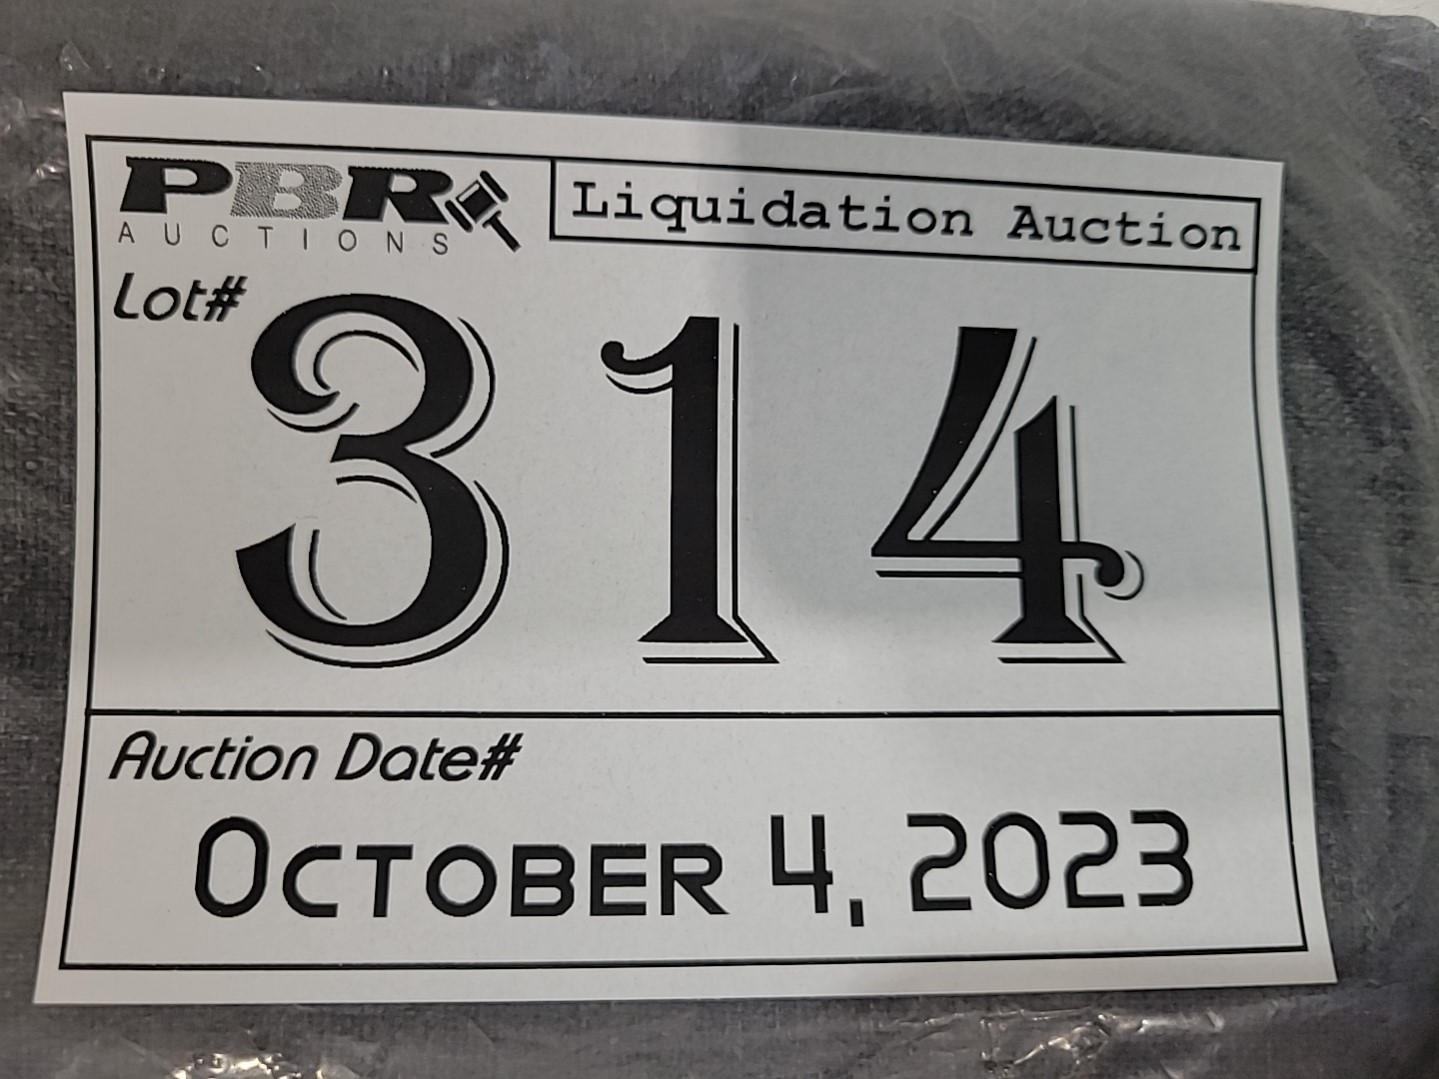 PBR
AUCTIONS
Liquidation Auction
Lot#
314
Auction Date#
October 4, 2023